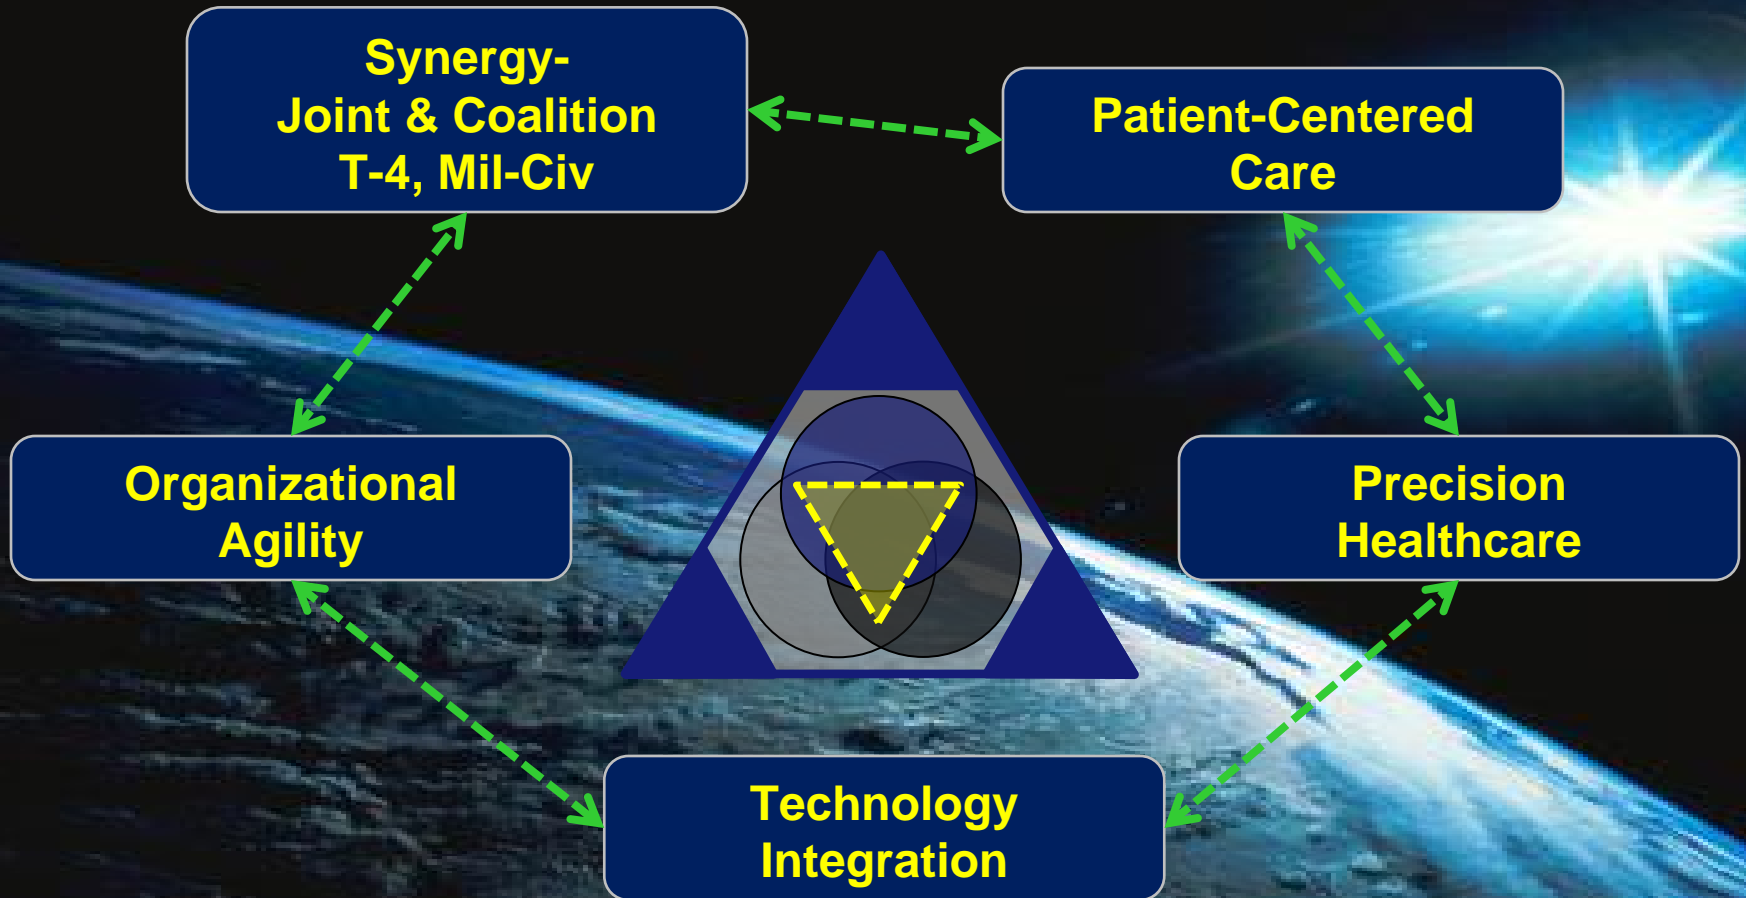 Synergy-
Joint & Coalition
T-4, Mil-Civ
Patient-Centered
Care
Organizational
Agility
Precision
Healthcare
Technology
Integration